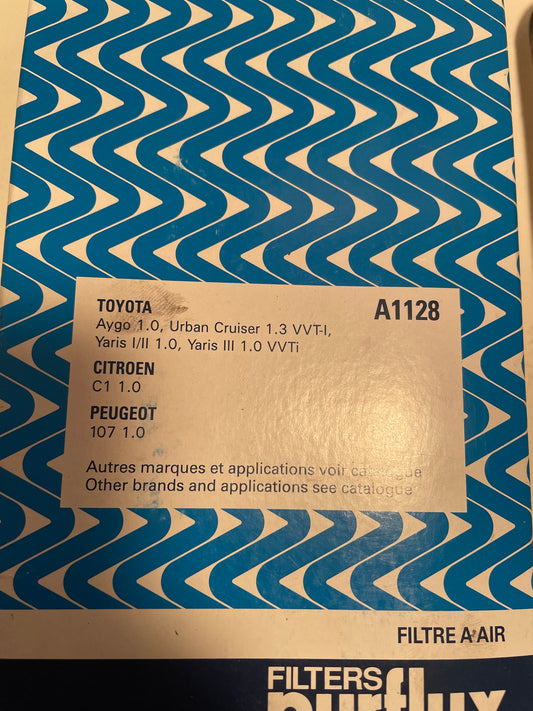 TOYOTA
A1128
Aygo 1.0, Urban Cruiser 1.3 VVT-I,
Yaris I/II 1.0, Yaris III 1.0 VVTi
CITROEN
C1 1.0
PEUGEOT
107 1.0
Autres marques et applications voir catalogue
Other brands and applications see catalogue
FILTRE A AIR
FILTERS
purflux